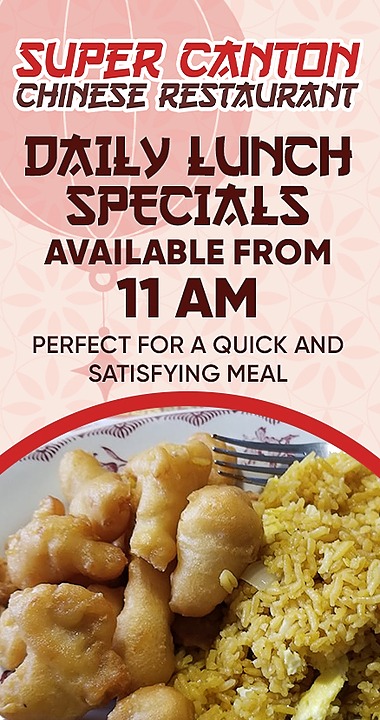 SUPER CANTON
CHINESE RESTAURANT
DAILY LUNCH
SPECIALS
AVAILABLE FROM
11 AM
PERFECT FOR A QUICK AND
SATISFYING MEAL